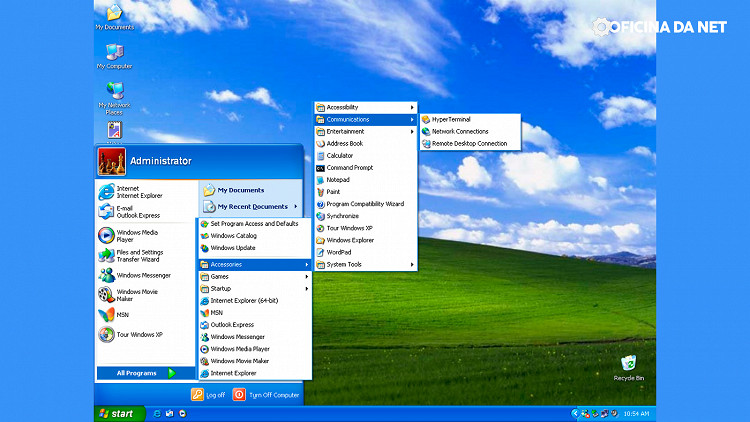 OFICINA DA NET
My Documents
My Computer
My Network
Places
Administrator
Internet
Internet Explorer
E-mail
Outlook Express
Windows Media
Player
Files and Settings
Transfer Wizard
Windows Messenger
Windows Movie
Maker
MSN
Tour Windows XP
All Programs
My Documents
My Recent Documents
Set Program Access and Defaults
Windows Catalog
Windows Update
Accessories
Games
Startup
Internet Explorer (64-bit)
MSN
Outlook Express
Windows Messenger
Windows Media Player
Windows Movie Maker
Internet Explorer
Accessibility
Communications
Entertainment
Address Book
Calculator
Command Prompt
Notepad
Paint
Program Compatibility Wizard
Synchronize
Tour Windows XP
Windows Explorer
WordPad
System Tools
HyperTerminal
Network Connections
Remote Desktop Connection
Recycle Bin
Log off
Turn Off Computer
start
10:54 AM